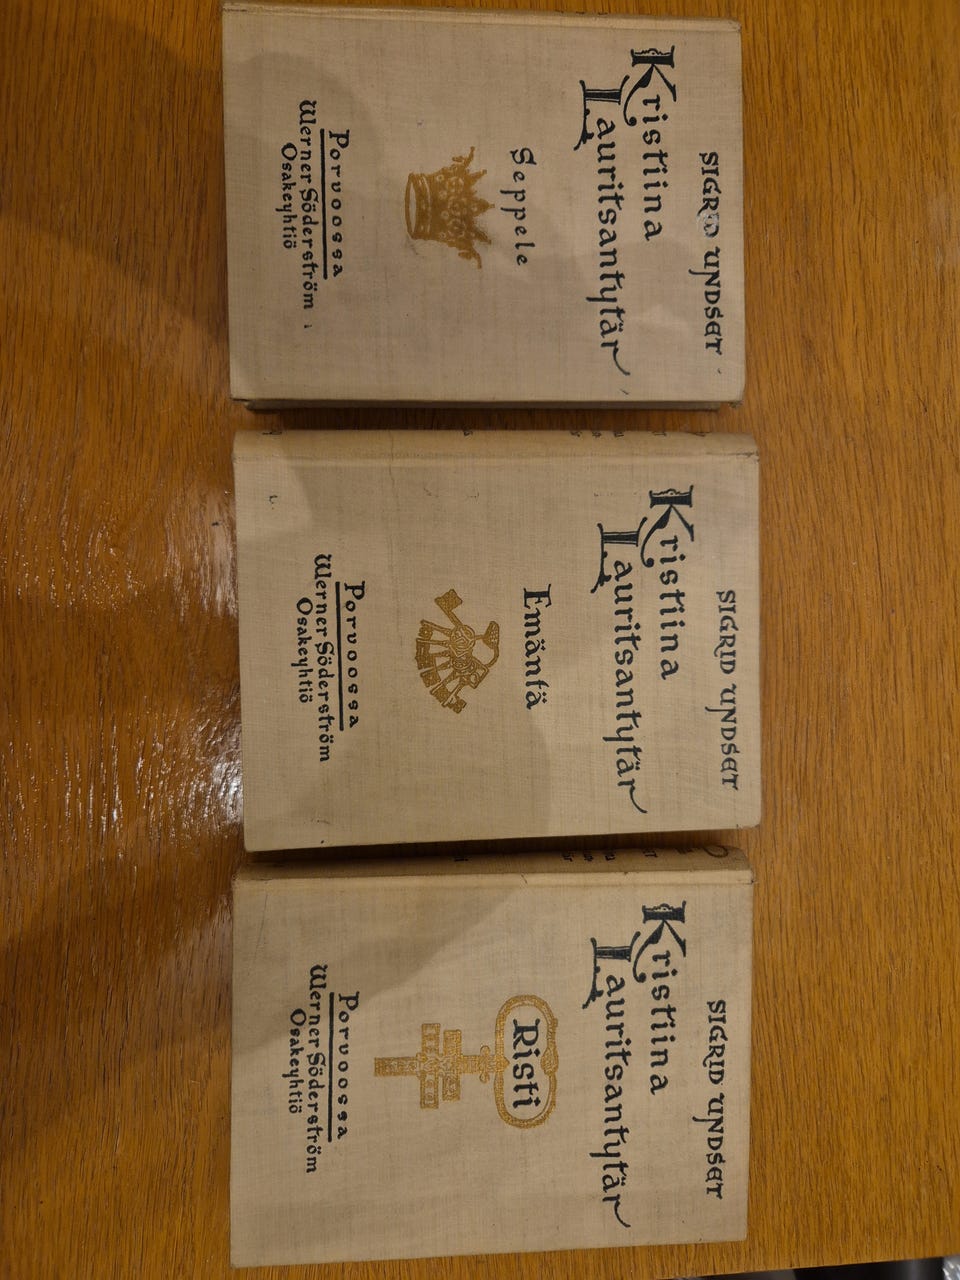 SIGRID UNDSET
Kristiina
Lauritsantytär
Seppele
Porvoossa
Werner Söderström
Osakeyhtiö
SIGRID UNDSET
Kristiina
Lauritsantytär
Emäntä
Porvoossa
Werner Söderström
Osakeyhtiö
SIGRID UNDSET
Kristiina
Lauritsantytär
Risti
Porvoossa
Werner Söderström
Osakeyhtiö